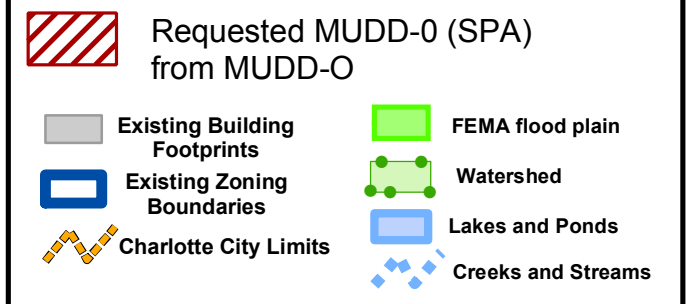 Requested MUDD-0 (SPA)
from MUDD-O
Existing Building
Footprints
Existing Zoning
Boundaries
Charlotte City Limits
FEMA flood plain
Watershed
Lakes and Ponds
Creeks and Streams